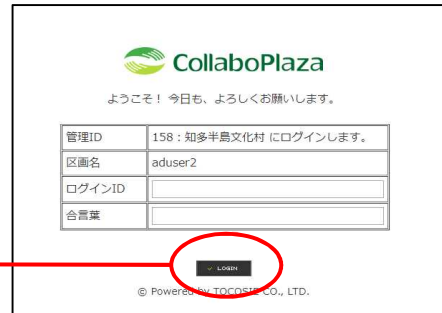 CollaboPlaza
ようこそ！ 今日も、よろしくお願いします。
管理ID 158：知多半島文化村 にログインします。
区画名 aduser2
ログインID
合言葉
LOGIN
© Powered by TOCOSIE CO., LTD.